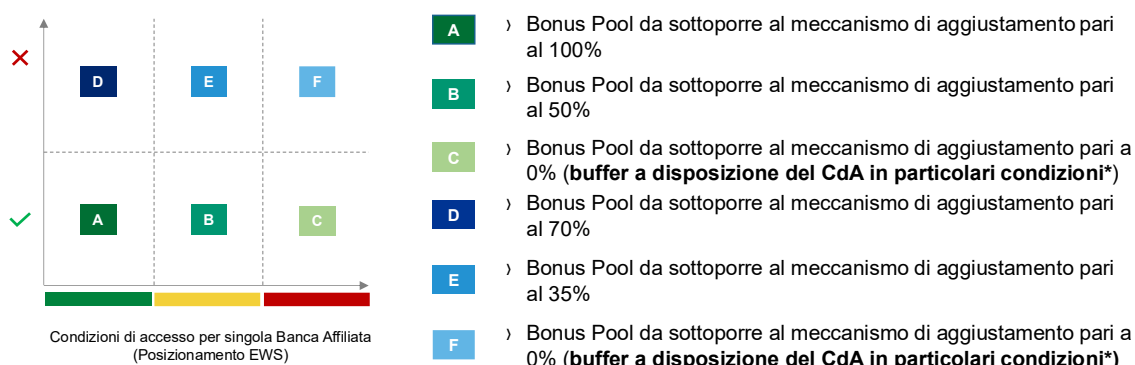 D E F
A B C
Condizioni di accesso per singola Banca Affiliata
(Posizionamento EWS)
A › Bonus Pool da sottoporre al meccanismo di aggiustamento pari
al 100%
B › Bonus Pool da sottoporre al meccanismo di aggiustamento pari
al 50%
C › Bonus Pool da sottoporre al meccanismo di aggiustamento pari a
0% (buffer a disposizione del CdA in particolari condizioni*)
D › Bonus Pool da sottoporre al meccanismo di aggiustamento pari
al 70%
E › Bonus Pool da sottoporre al meccanismo di aggiustamento pari
al 35%
F › Bonus Pool da sottoporre al meccanismo di aggiustamento pari a
0% (buffer a disposizione del CdA in particolari condizioni*)